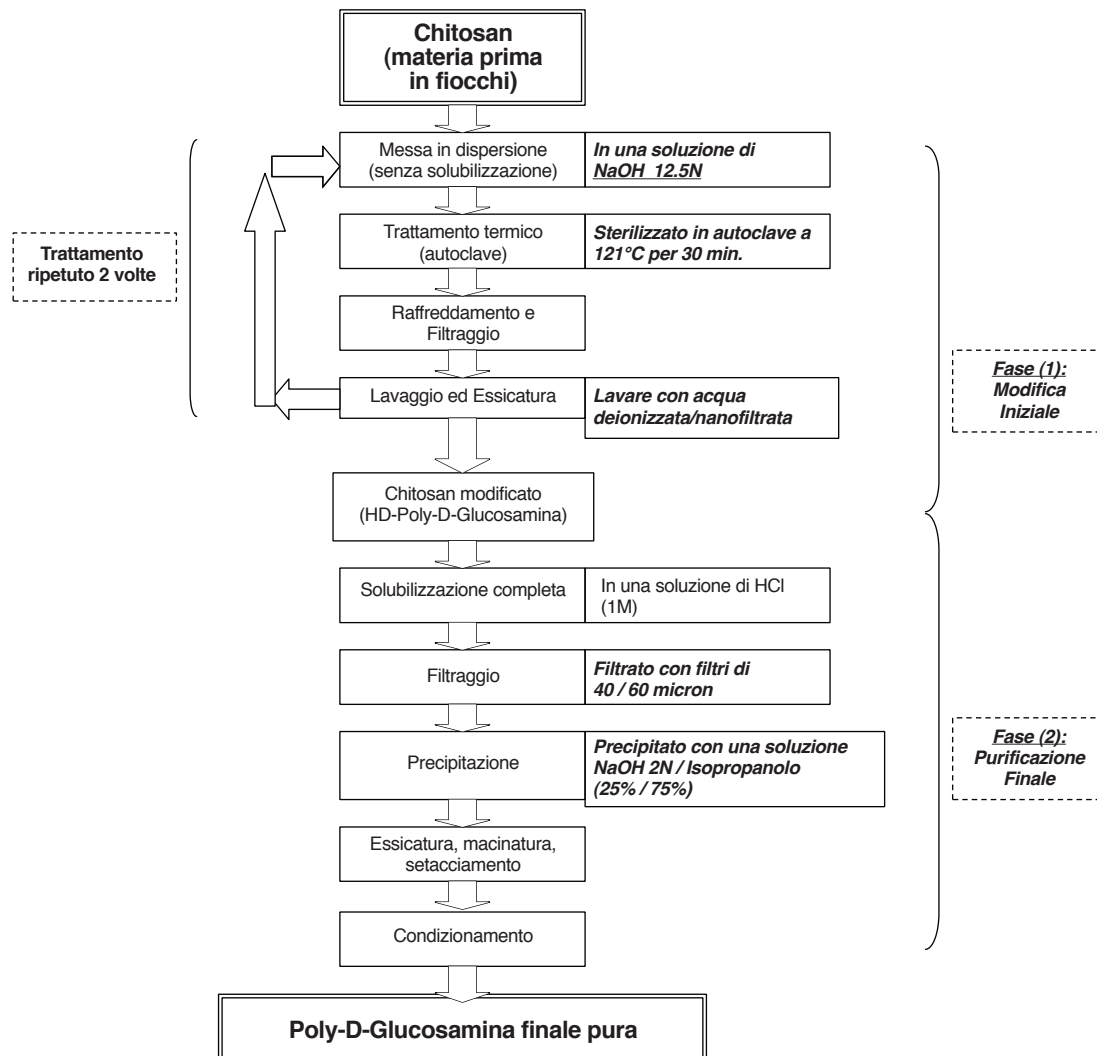 Chitosan
(materia prima
in fiocchi)
Messa in dispersione
(senza solubilizzazione)
In una soluzione di
NaOH 12.5N
Trattamento termico
(autoclave)
Sterilizzato in autoclave a
121°C per 30 min.
Trattamento
ripetuto 2 volte
Raffreddamento e
Filtraggio
Lavaggio ed Essicatura
Lavare con acqua
deionizzata/nanofiltrata
Fase (1):
Modifica
Iniziale
Chitosan modificato
(HD-Poly-D-Glucosamina)
Solubilizzazione completa
In una soluzione di HCl
(1M)
Filtraggio
Filtrato con filtri di
40 / 60 micron
Precipitazione
Precipitato con una soluzione
NaOH 2N / Isopropanolo
(25% / 75%)
Fase (2):
Purificazione
Finale
Essicatura, macinatura,
setacciamento
Condizionamento
Poly-D-Glucosamina finale pura